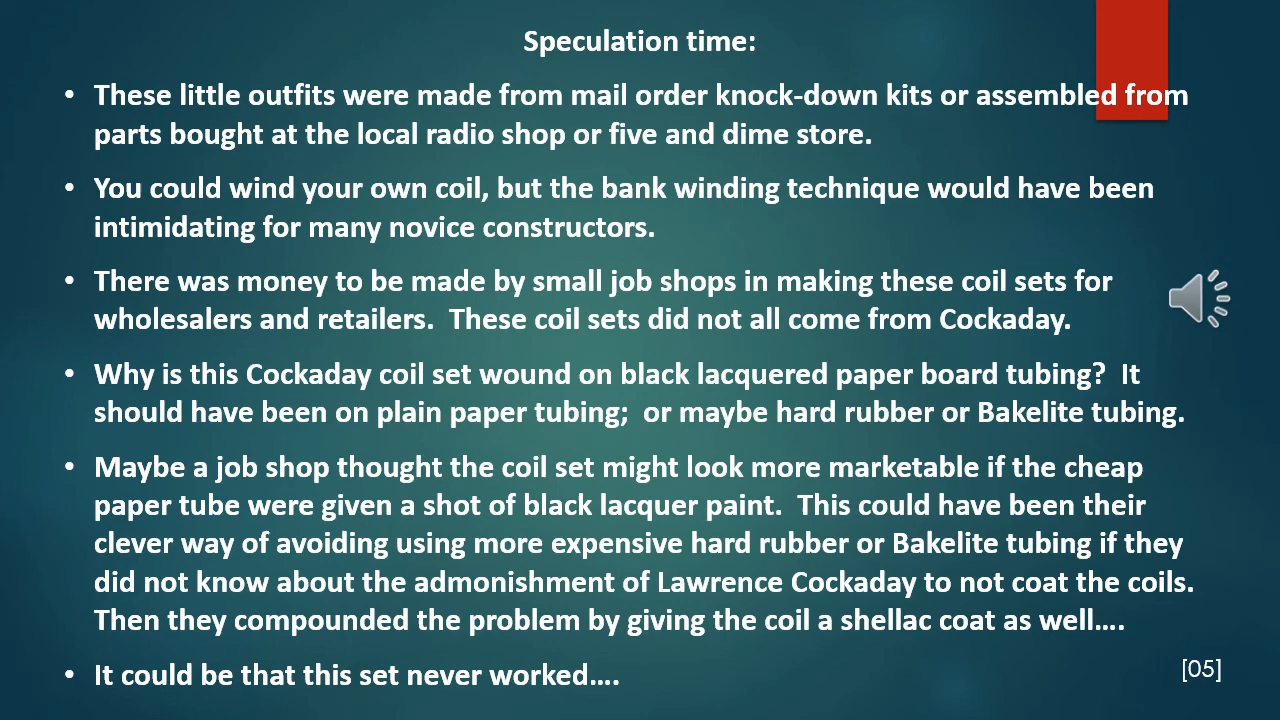 Speculation time:
• These little outfits were made from mail order knock-down kits or assembled from
parts bought at the local radio shop or five and dime store.
• You could wind your own coil, but the bank winding technique would have been
intimidating for many novice constructors.
• There was money to be made by small job shops in making these coil sets for
wholesalers and retailers.  These coil sets did not all come from Cockaday.
• Why is this Cockaday coil set wound on black lacquered paper board tubing?  It
should have been on plain paper tubing;  or maybe hard rubber or Bakelite tubing.
• Maybe a job shop thought the coil set might look more marketable if the cheap
paper tube were given a shot of black lacquer paint.  This could have been their
clever way of avoiding using more expensive hard rubber or Bakelite tubing if they
did not know about the admonishment of Lawrence Cockaday to not coat the coils.
Then they compounded the problem by giving the coil a shellac coat as well….
• It could be that this set never worked….
[05]